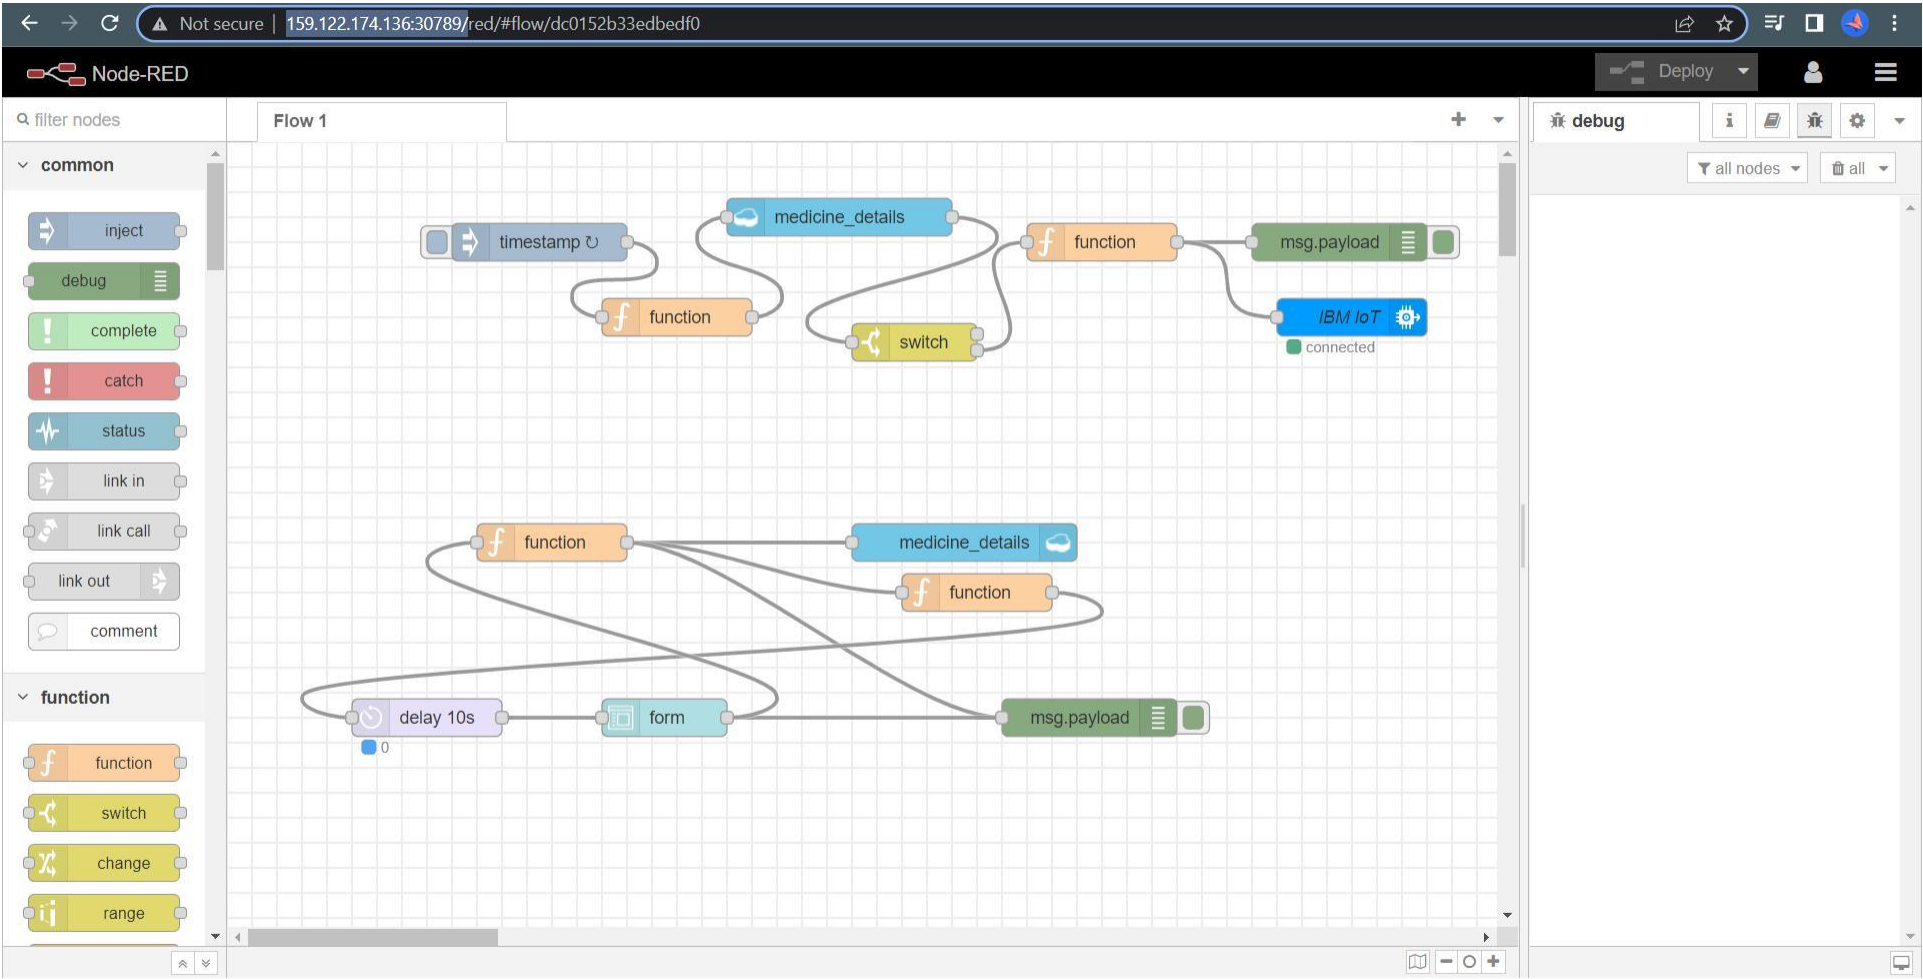 Not secure | 159.122.174.136:30789/red/#flow/dc0152b33edbedf0
Node-RED
Deploy
filter nodes
Flow 1
debug
common
all nodes
all
inject
debug
complete
catch
status
link in
link call
link out
comment
function
function
switch
change
range
timestamp ↻
medicine_details
function
msg.payload
function
switch
IBM IoT
connected
function
medicine_details
function
delay 10s
form
msg.payload
0